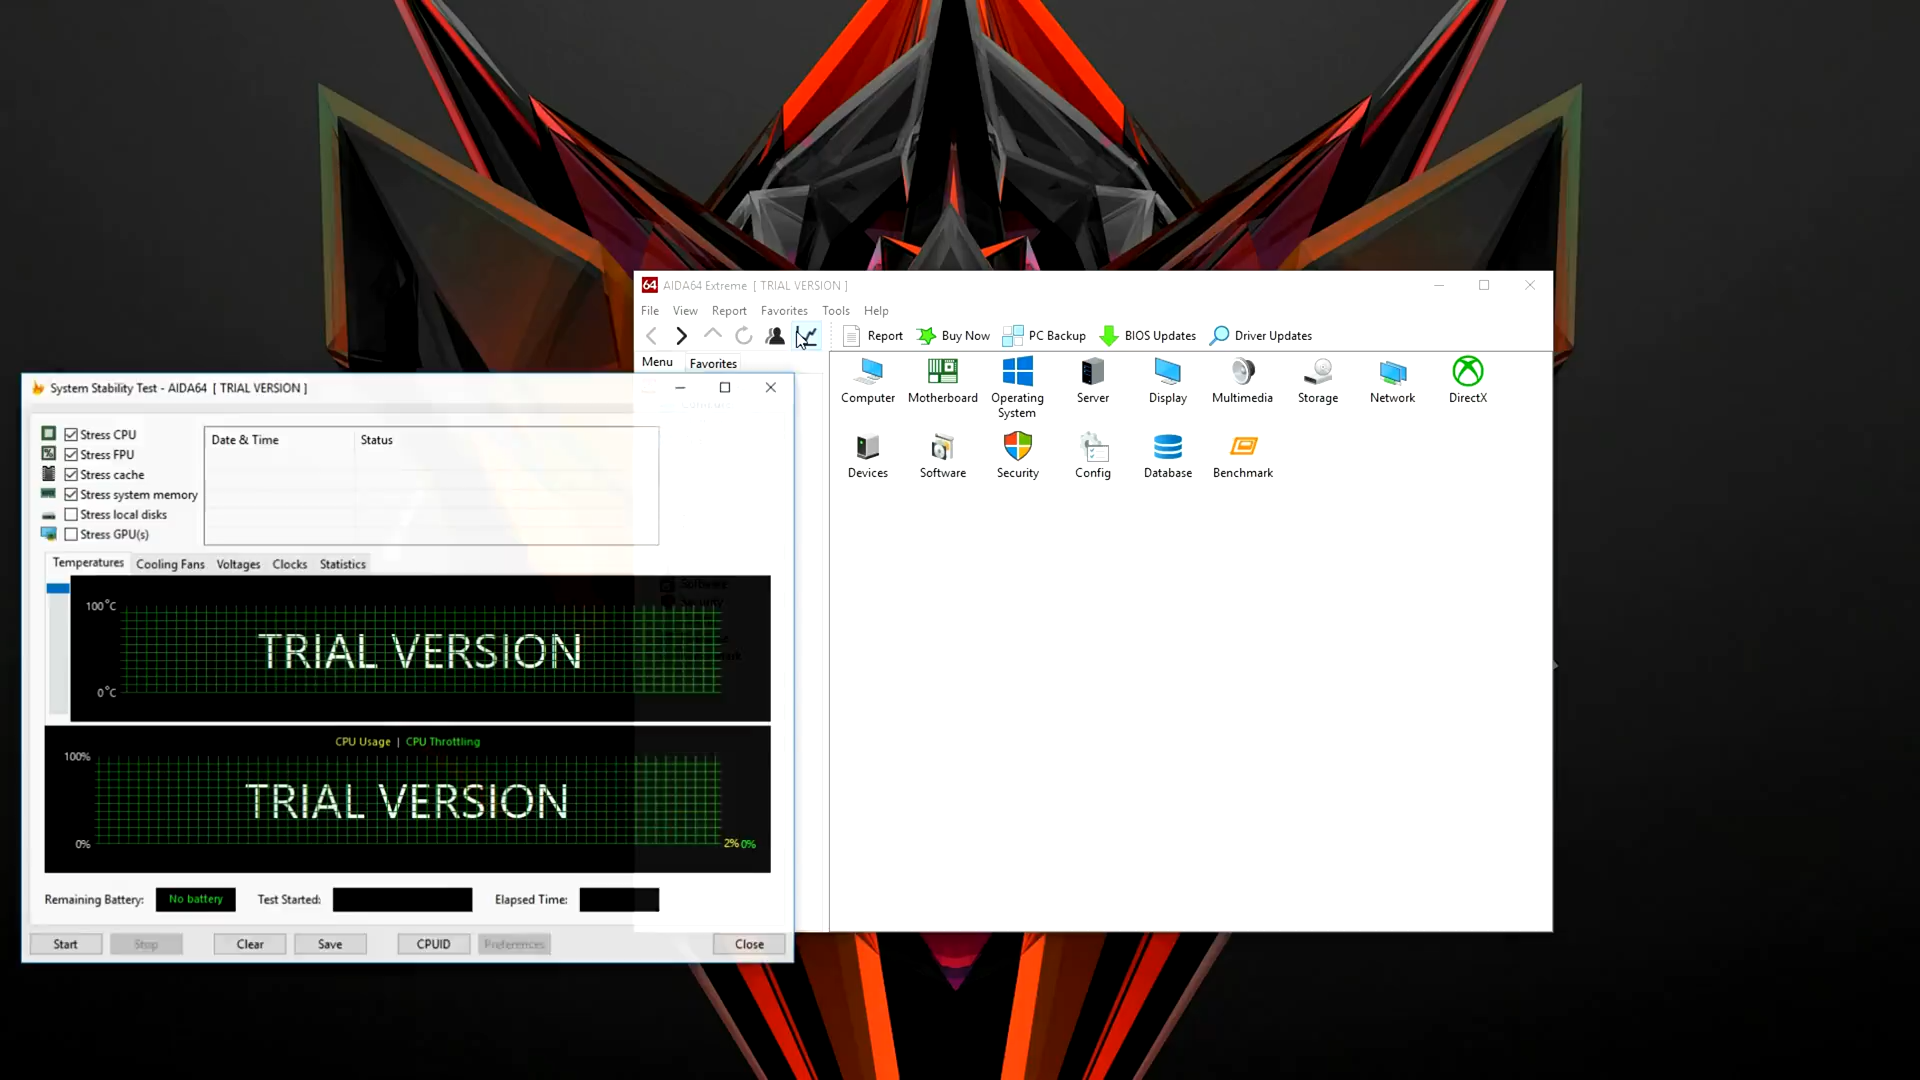 64 AIDA64 Extreme [ TRIAL VERSION ]
File View Report Favorites Tools Help
Report Buy Now PC Backup BIOS Updates Driver Updates
Menu Favorites
Computer Motherboard Operating System Server Display Multimedia Storage Network DirectX
Devices Software Security Config Database Benchmark
System Stability Test - AIDA64 [ TRIAL VERSION ]
Stress CPU
Stress FPU
Stress cache
Stress system memory
Stress local disks
Stress GPU(s)
Date & Time Status
Temperatures Cooling Fans Voltages Clocks Statistics
100°C
TRIAL VERSION
0°C
CPU Usage | CPU Throttling
100%
TRIAL VERSION
0% 2% 0%
Remaining Battery: No battery Test Started: Elapsed Time:
Start Stop Clear Save CPUID Preferences Close
Software
Security